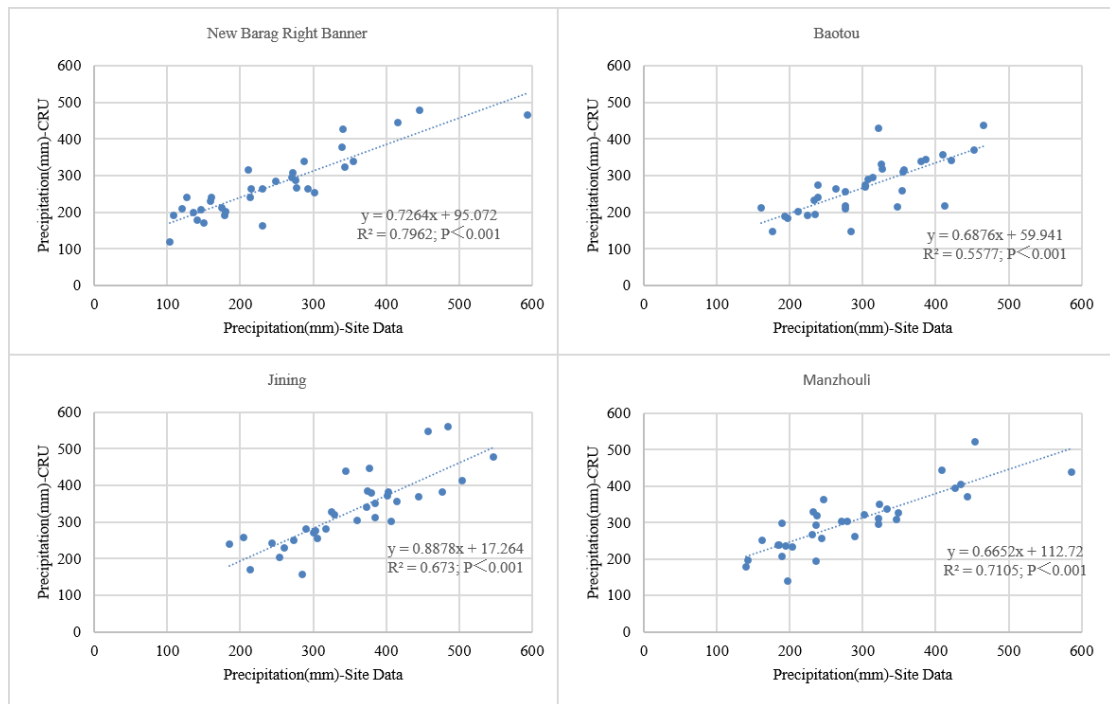 New Barag Right Banner
Precipitation(mm)-CRU
600
500
400
300
200
100
0
y = 0.7264x + 95.072
R² = 0.7962; P＜0.001
0 100 200 300 400 500 600
Precipitation(mm)-Site Data
Baotou
Precipitation(mm)-CRU
600
500
400
300
200
100
0
y = 0.6876x + 59.941
R² = 0.5577; P＜0.001
0 100 200 300 400 500 600
Precipitation(mm)-Site Data
Jining
Precipitation(mm)-CRU
600
500
400
300
200
100
0
y = 0.8878x + 17.264
R² = 0.673; P＜0.001
0 100 200 300 400 500 600
Precipitation(mm)-Site Data
Manzhouli
Precipitation(mm)-CRU
600
500
400
300
200
100
0
y = 0.6652x + 112.72
R² = 0.7105; P＜0.001
0 100 200 300 400 500 600
Precipitation(mm)-Site Data